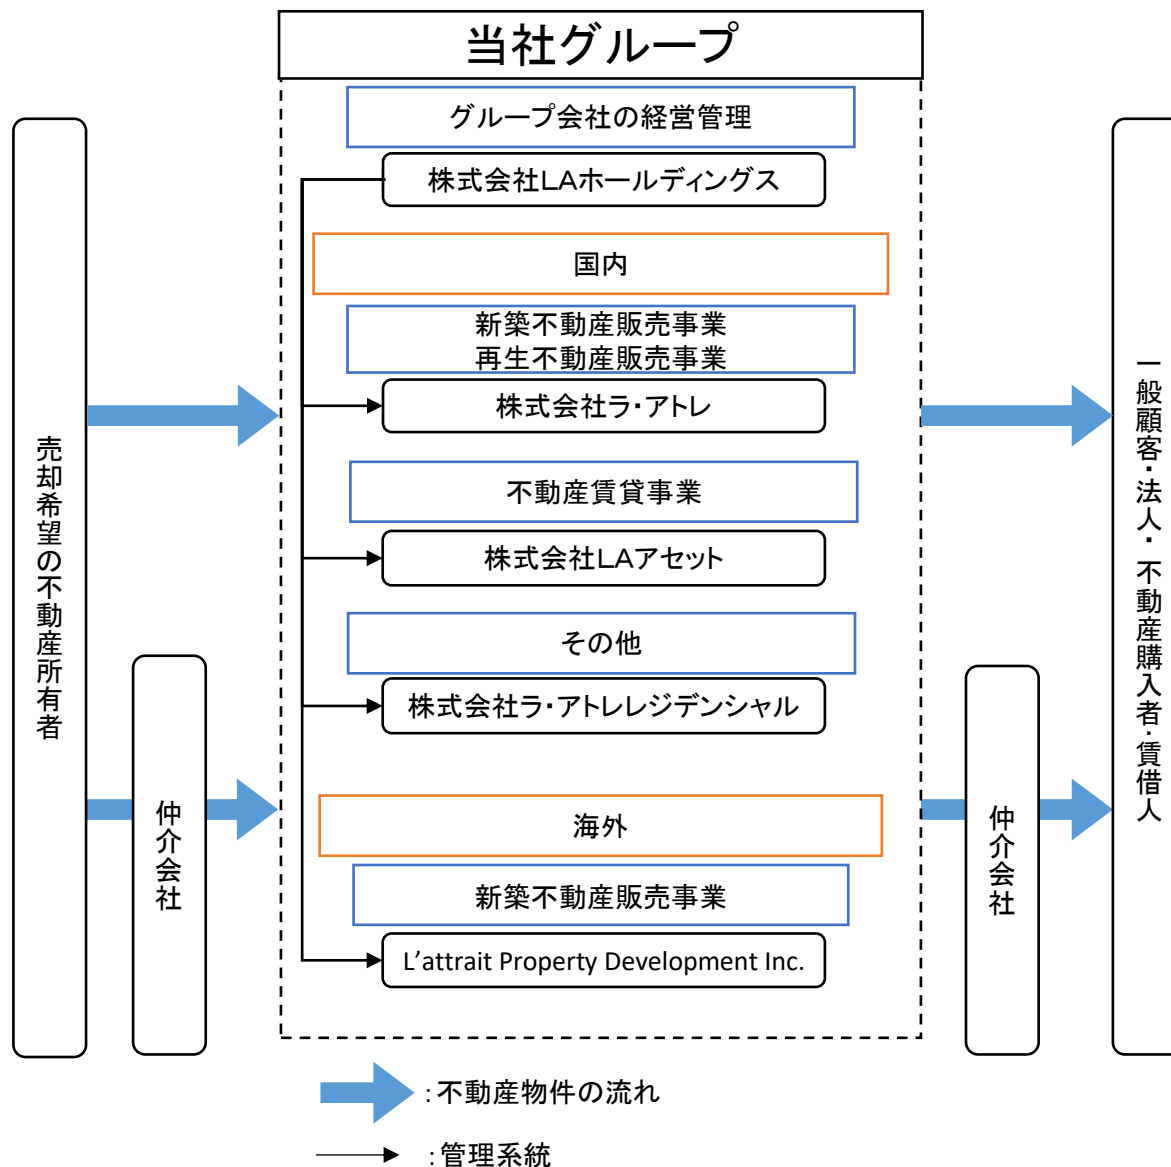 当社グループ
グループ会社の経営管理
株式会社LAホールディングス
国内
新築不動産販売事業
再生不動産販売事業
株式会社ラ・アトレ
不動産賃貸事業
株式会社LAアセット
その他
株式会社ラ・アトレレジデンシャル
海外
新築不動産販売事業
L’attrait Property Development Inc.
売却希望の不動産所有者
仲介会社
仲介会社
一般顧客・法人・ 不動産購入者・賃借人
：不動産物件の流れ
：管理系統